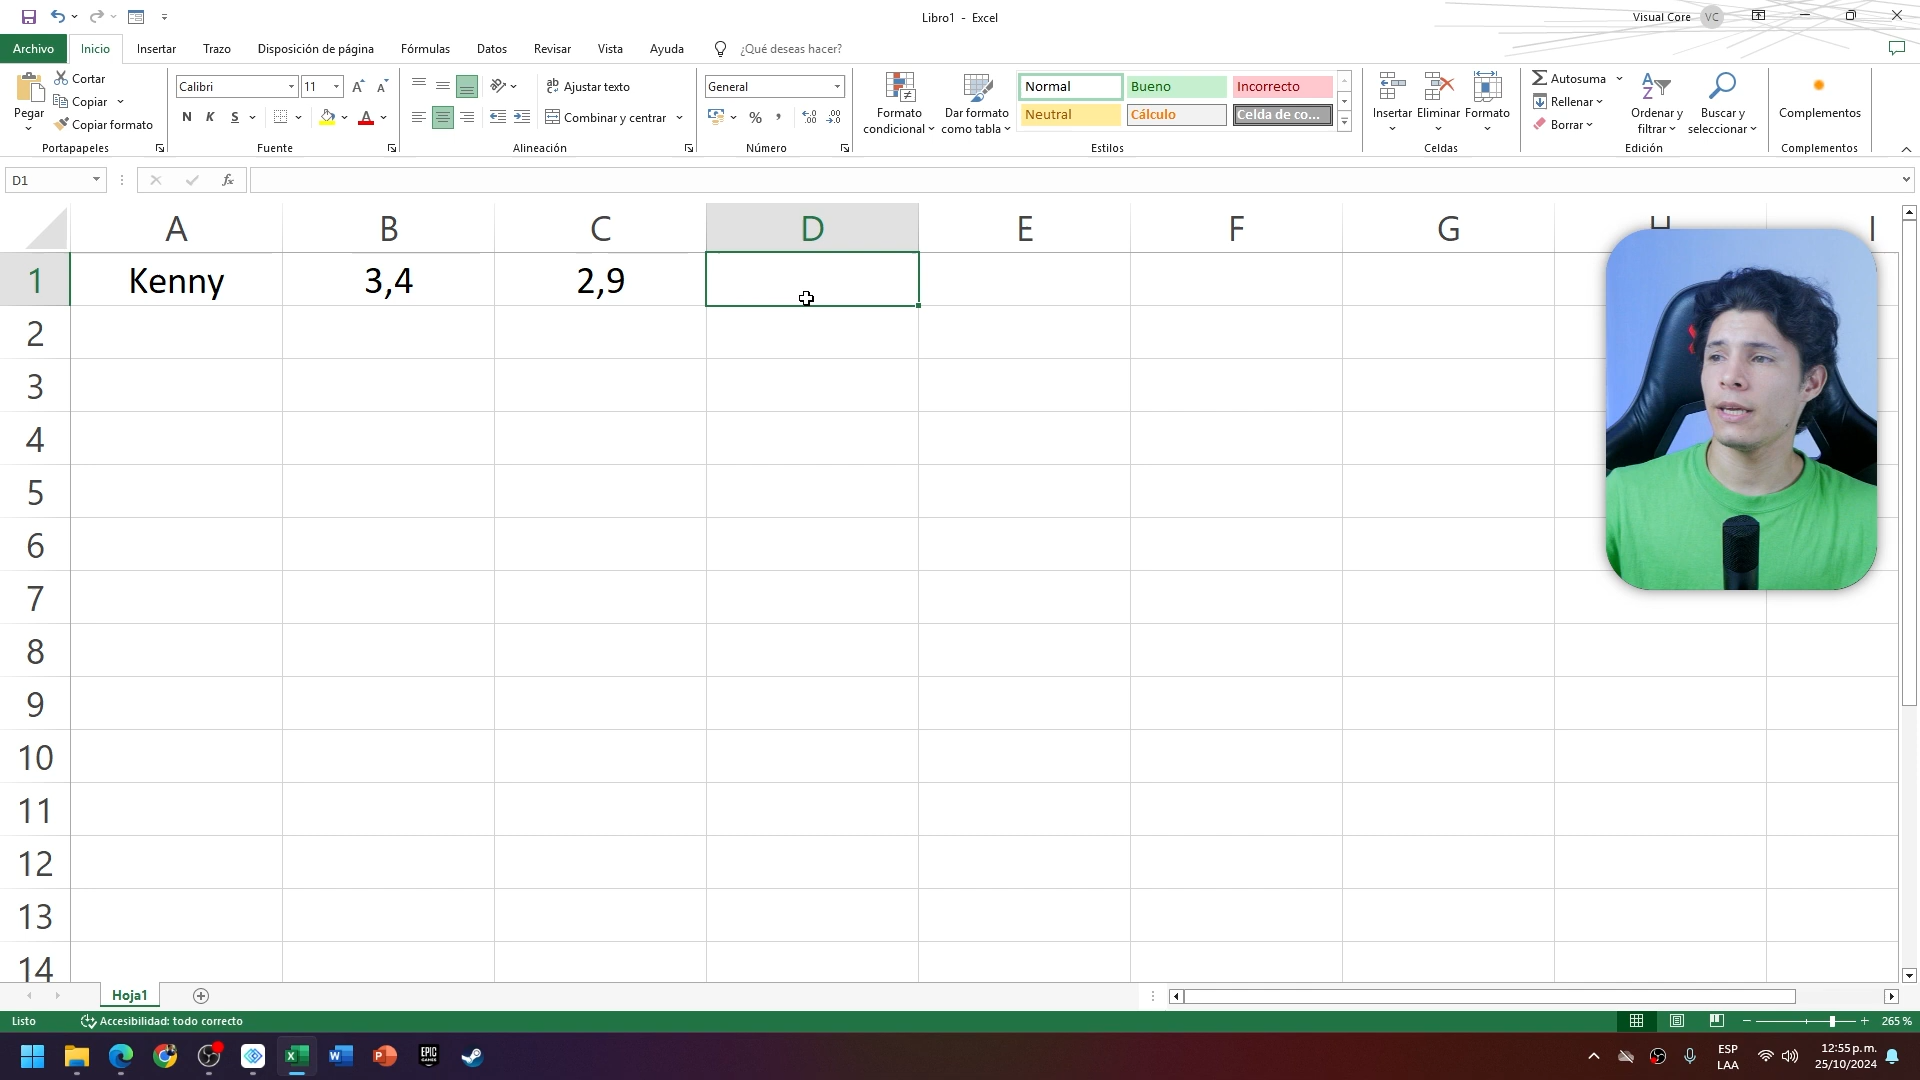 Libro1 - Excel
Visual Core
VC
Archivo
Inicio
Insertar
Trazo
Disposición de página
Fórmulas
Datos
Revisar
Vista
Ayuda
¿Qué deseas hacer?
Pegar
Cortar
Copiar
Copiar formato
Portapapeles
Calibri
11
A
A
N
K
S
A
Fuente
ab
Ajustar texto
Combinar y centrar
Alineación
General
%
Número
Formato
condicional
Dar formato
como tabla
Normal
Bueno
Incorrecto
Neutral
Cálculo
Celda de co...
Estilos
Insertar
Eliminar
Formato
Celdas
Autosuma
Rellenar
Borrar
Ordenar y
filtrar
Buscar y
seleccionar
Edición
Complementos
Complementos
D1
fx
A B C D E F G H I
1 Kenny 3,4 2,9
2
3
4
5
6
7
8
9
10
11
12
13
14
Hoja1
Listo
Accesibilidad: todo correcto
265 %
EPIC
GAMES
ESP
LAA
12:55 p. m.
25/10/2024